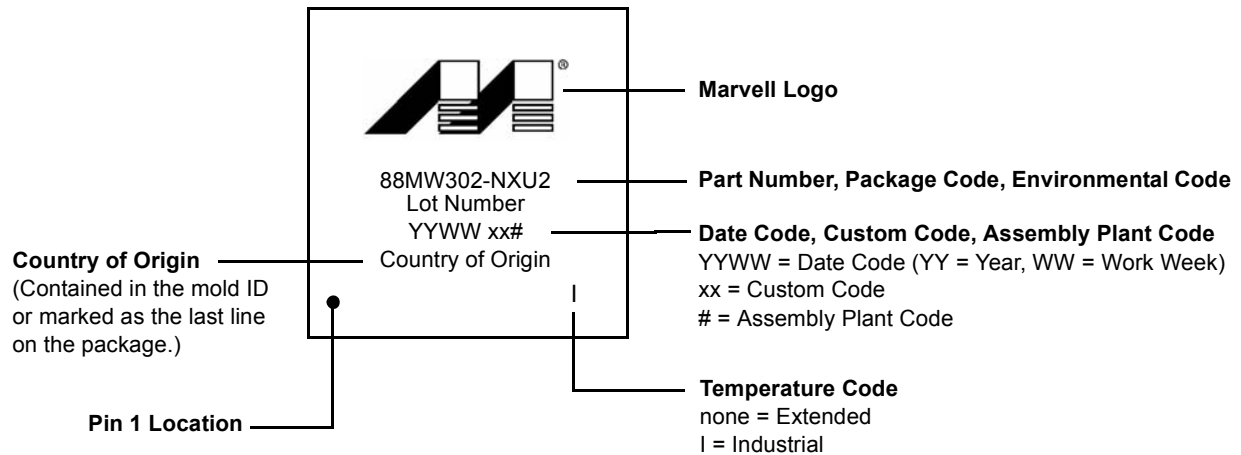 ®
Marvell Logo
88MW302-NXU2
Part Number, Package Code, Environmental Code
Lot Number
YYWW xx#
Date Code, Custom Code, Assembly Plant Code
YYWW = Date Code (YY = Year, WW = Work Week)
xx = Custom Code
# = Assembly Plant Code
Country of Origin
Country of Origin
(Contained in the mold ID
or marked as the last line
on the package.)
I
Temperature Code
none = Extended
I = Industrial
Pin 1 Location